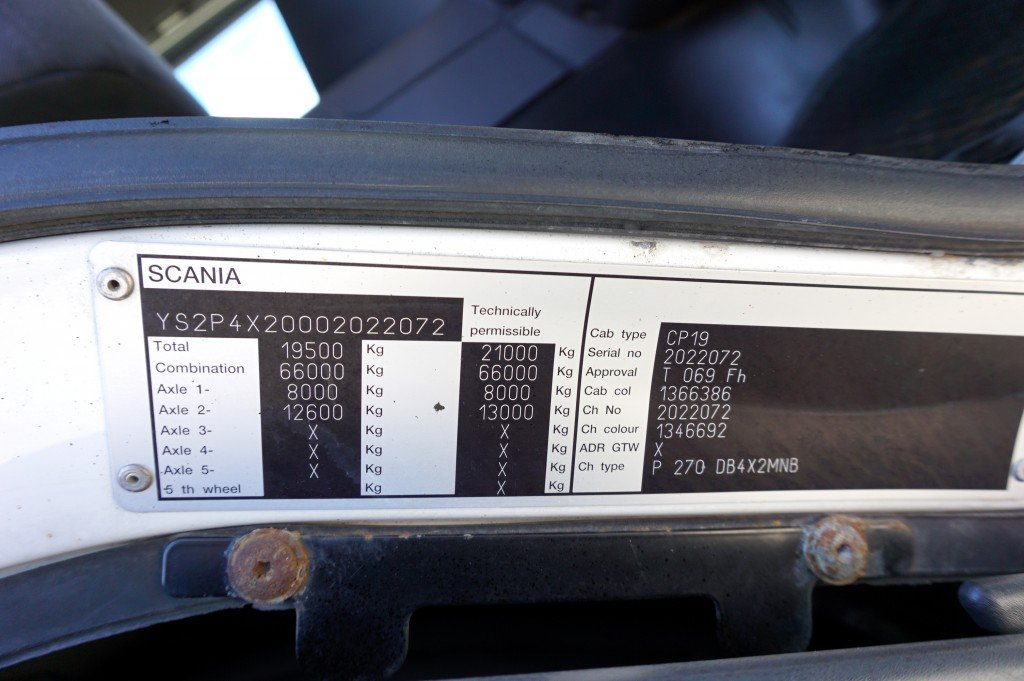 SCANIA
YS2P4X20002022072
Technically
permissible
Total 19500 Kg 21000 Kg
Combination 66000 Kg 66000 Kg
Axle 1- 8000 Kg 8000 Kg
Axle 2- 12600 Kg 13000 Kg
Axle 3- X Kg X Kg
Axle 4- X Kg X Kg
Axle 5- X Kg X Kg
5 th wheel Kg X Kg
Cab type CP19
Serial no 2022072
Approval T 069 Fh
Cab col 1366386
Ch No 2022072
Ch colour 1346692
ADR GTW X
Ch type P 270 DB4X2MNB